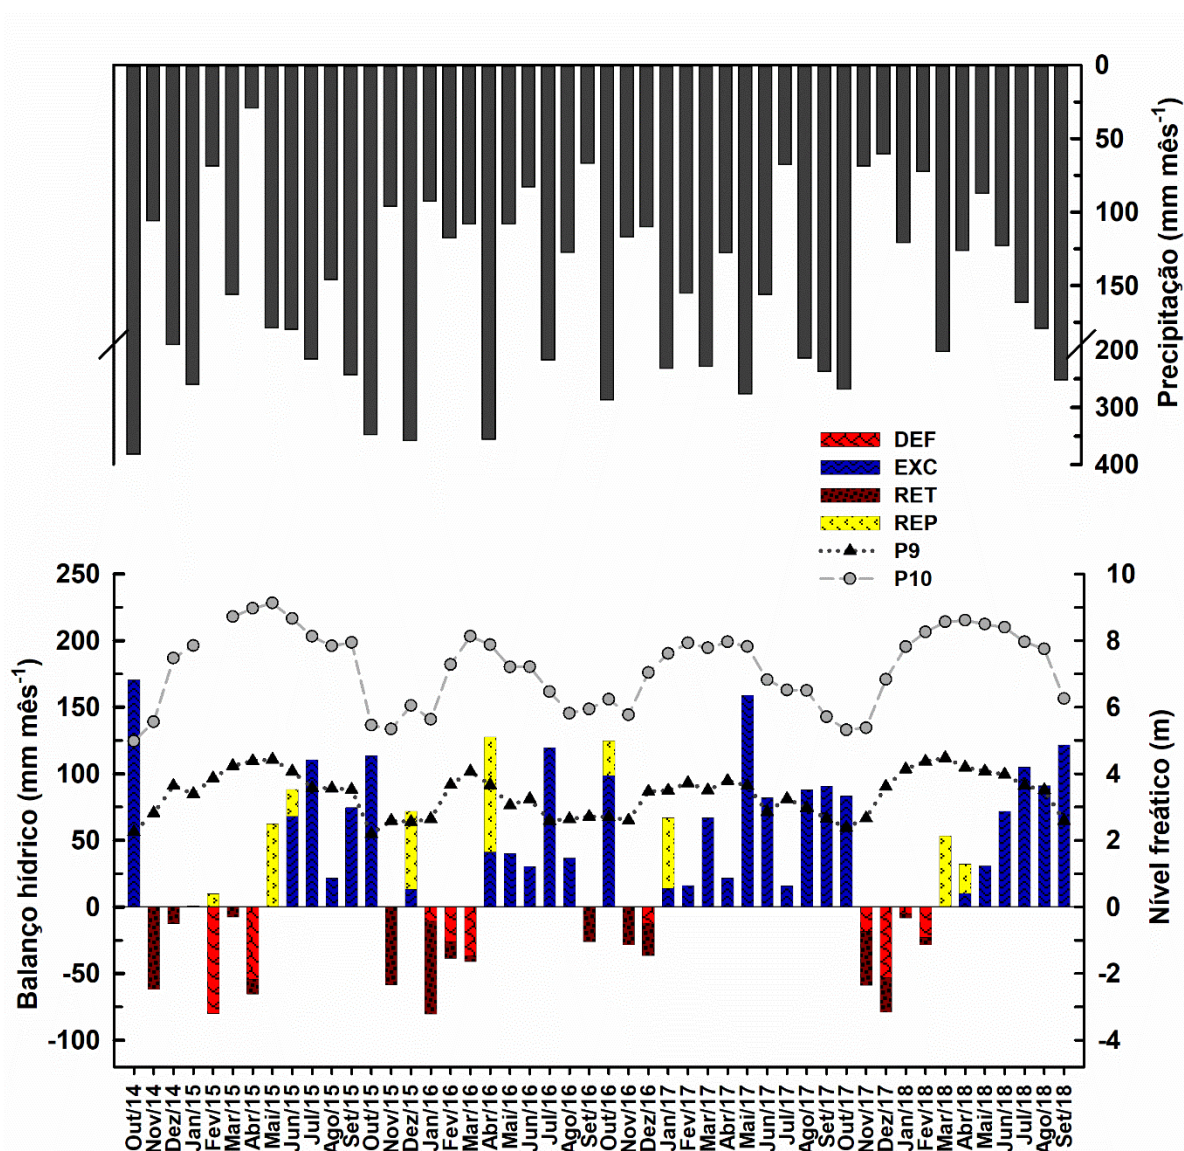 0
50
100
150
200
300
400
Precipitação (mm mês-1)
DEF
EXC
RET
REP
P9
P10
250
200
150
100
50
0
-50
-100
Balanço hídrico (mm mês-1)
10
8
6
4
2
0
-2
-4
Nível freático (m)
Out/14
Nov/14
Dez/14
Jan/15
Fev/15
Mar/15
Abr/15
Mai/15
Jun/15
Jul/15
Ago/15
Set/15
Out/15
Nov/15
Dez/15
Jan/16
Fev/16
Mar/16
Abr/16
Mai/16
Jun/16
Jul/16
Ago/16
Set/16
Out/16
Nov/16
Dez/16
Jan/17
Fev/17
Mar/17
Abr/17
Mai/17
Jun/17
Jul/17
Ago/17
Set/17
Out/17
Nov/17
Dez/17
Jan/18
Fev/18
Mar/18
Abr/18
Mai/18
Jun/18
Jul/18
Ago/18
Set/18